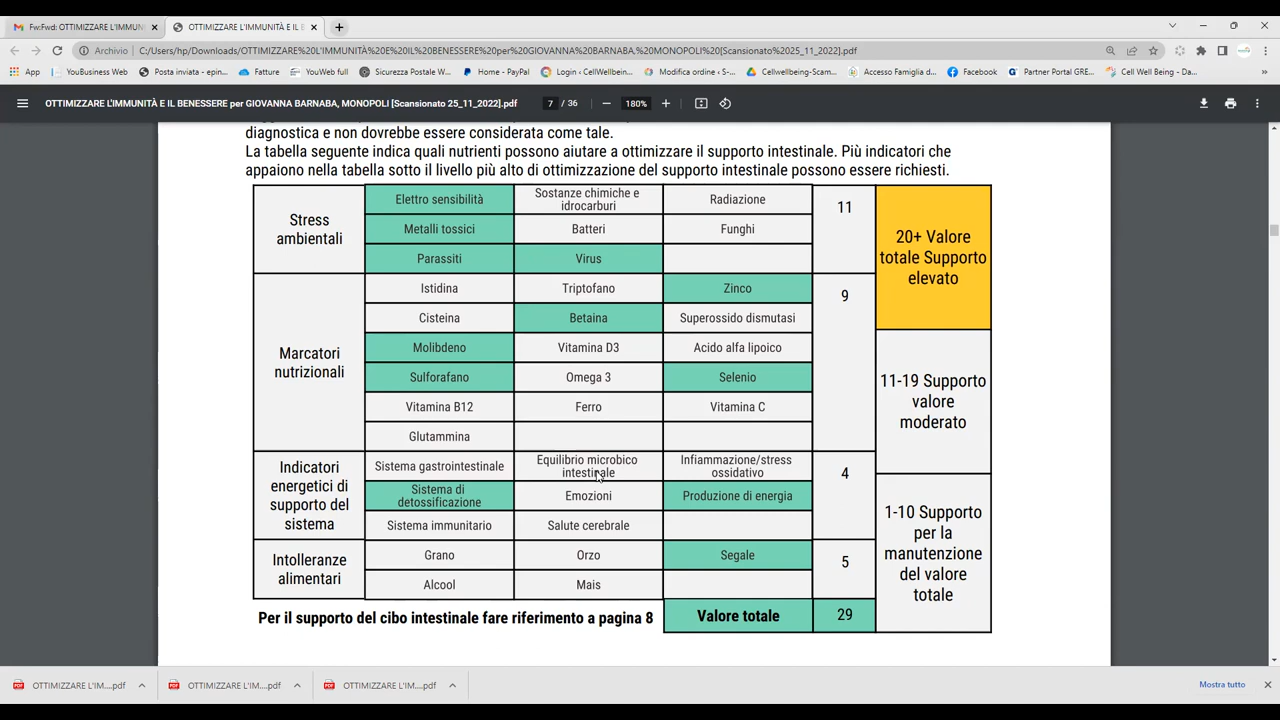 Fw:Fwd: OTTIMIZZARE L'IMMUN
OTTIMIZZARE L'IMMUNITÀ E IL B
Archivio
C:/Users/hp/Downloads/OTTIMIZZARE%20L'IMMUNITÀ%20E%20IL%20BENESSERE%20per%20GIOVANNA%20BARNABA,%20MONOPOLI%20[Scansionato%2025_11_2022].pdf
App
YouBusiness Web
Posta inviata - epin...
Fatture
YouWeb full
Sicurezza Postale W...
Home - PayPal
Login ‹ CellWellbein...
Modifica ordine ‹ S-...
Cellwellbeing-Scam...
Accesso Famiglia d...
Facebook
Partner Portal GRE...
Cell Well Being - Da...
»
OTTIMIZZARE L'IMMUNITÀ E IL BENESSERE per GIOVANNA BARNABA, MONOPOLI [Scansionato 25_11_2022].pdf
7 / 36
180%
diagnostica e non dovrebbe essere considerata come tale.
La tabella seguente indica quali nutrienti possono aiutare a ottimizzare il supporto intestinale. Più indicatori che
appaiono nella tabella sotto il livello più alto di ottimizzazione del supporto intestinale possono essere richiesti.
Stress
ambientali
Elettro sensibilità
Sostanze chimiche e
idrocarburi
Radiazione
11
Metalli tossici
Batteri
Funghi
Parassiti
Virus
20+ Valore
totale Supporto
elevato
Marcatori
nutrizionali
Istidina
Triptofano
Zinco
9
Cisteina
Betaina
Superossido dismutasi
Molibdeno
Vitamina D3
Acido alfa lipoico
Sulforafano
Omega 3
Selenio
Vitamina B12
Ferro
Vitamina C
Glutammina
11-19 Supporto
valore
moderato
Indicatori
energetici di
supporto del
sistema
Sistema gastrointestinale
Equilibrio microbico
intestinale
Infiammazione/stress
ossidativo
4
Sistema di
detossificazione
Emozioni
Produzione di energia
Sistema immunitario
Salute cerebrale
1-10 Supporto
per la
manutenzione
del valore
totale
Intolleranze
alimentari
Grano
Orzo
Segale
5
Alcool
Mais
Per il supporto del cibo intestinale fare riferimento a pagina 8
Valore totale
29
OTTIMIZZARE L'IM....pdf
OTTIMIZZARE L'IM....pdf
OTTIMIZZARE L'IM....pdf
Mostra tutto